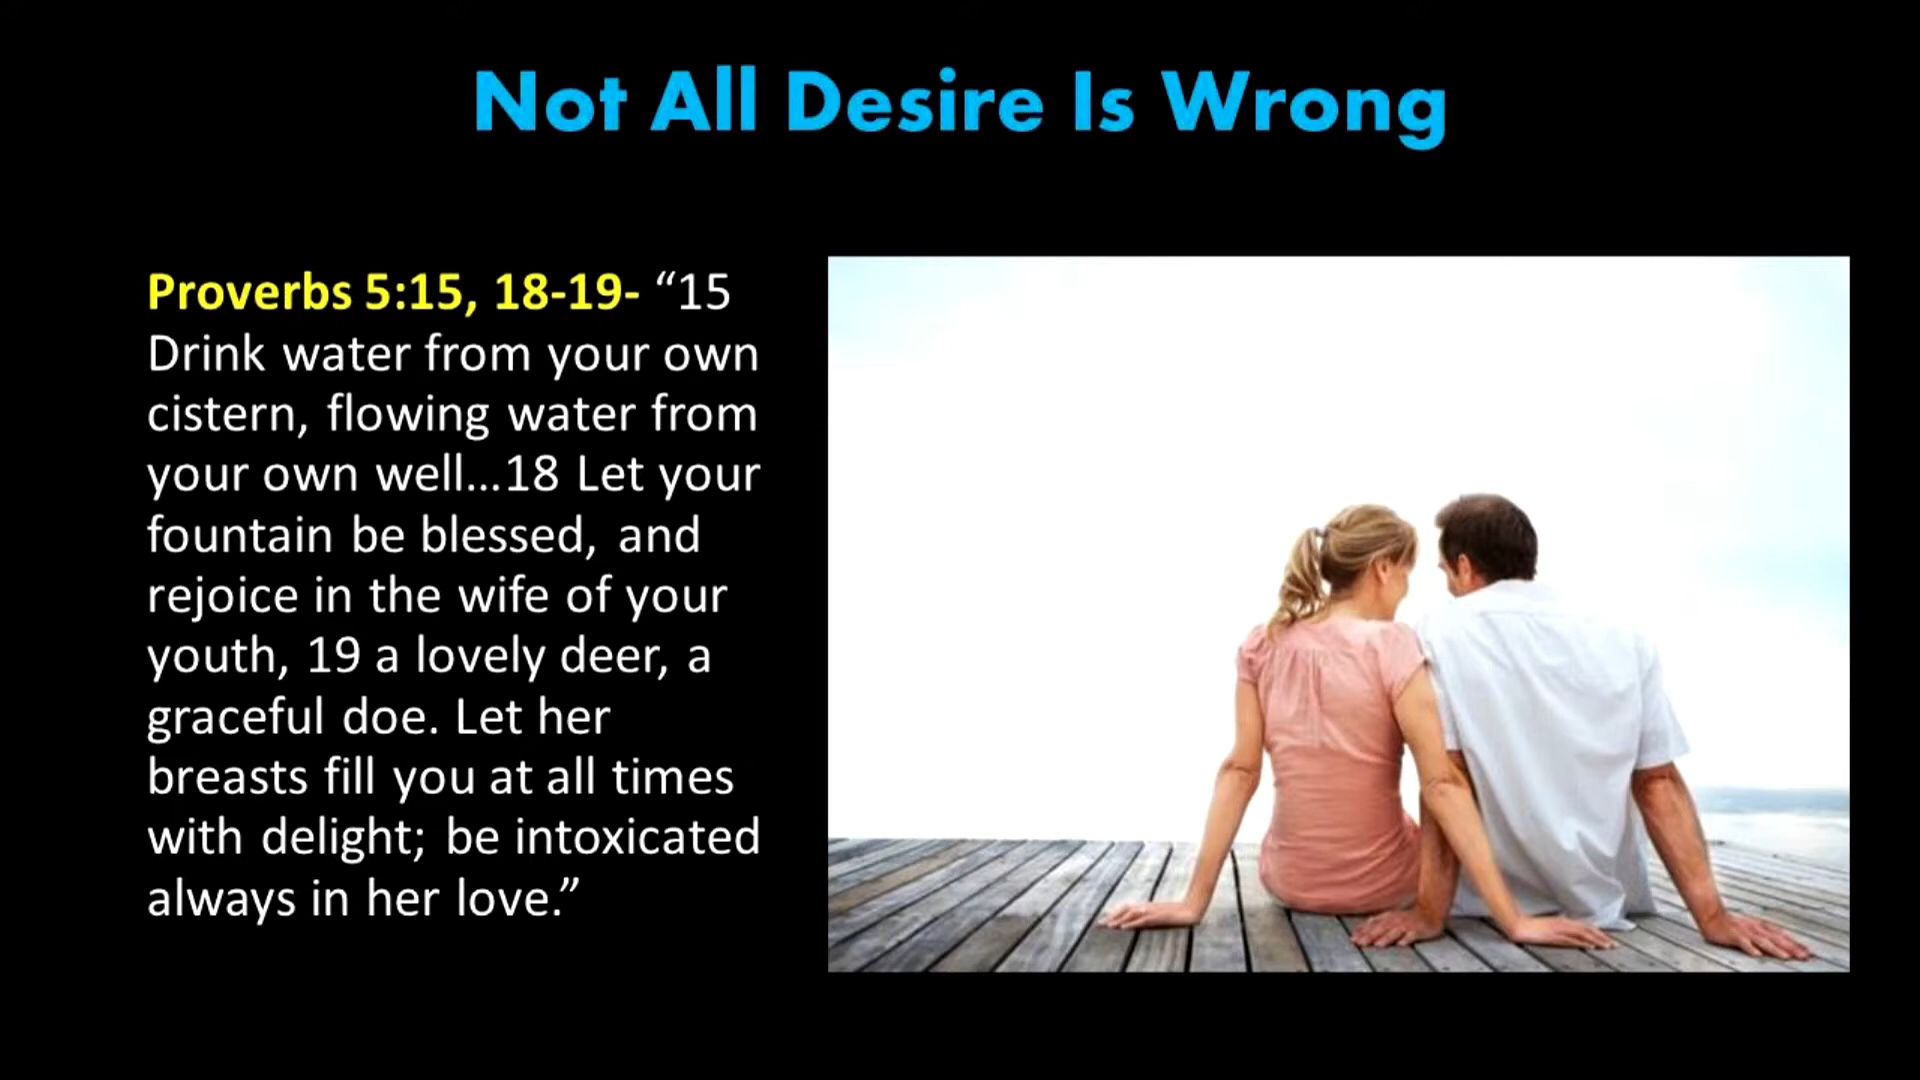 Not All Desire Is Wrong
Proverbs 5:15, 18-19- “15
Drink water from your own
cistern, flowing water from
your own well...18 Let your
fountain be blessed, and
rejoice in the wife of your
youth, 19 a lovely deer, a
graceful doe. Let her
breasts fill you at all times
with delight; be intoxicated
always in her love.”